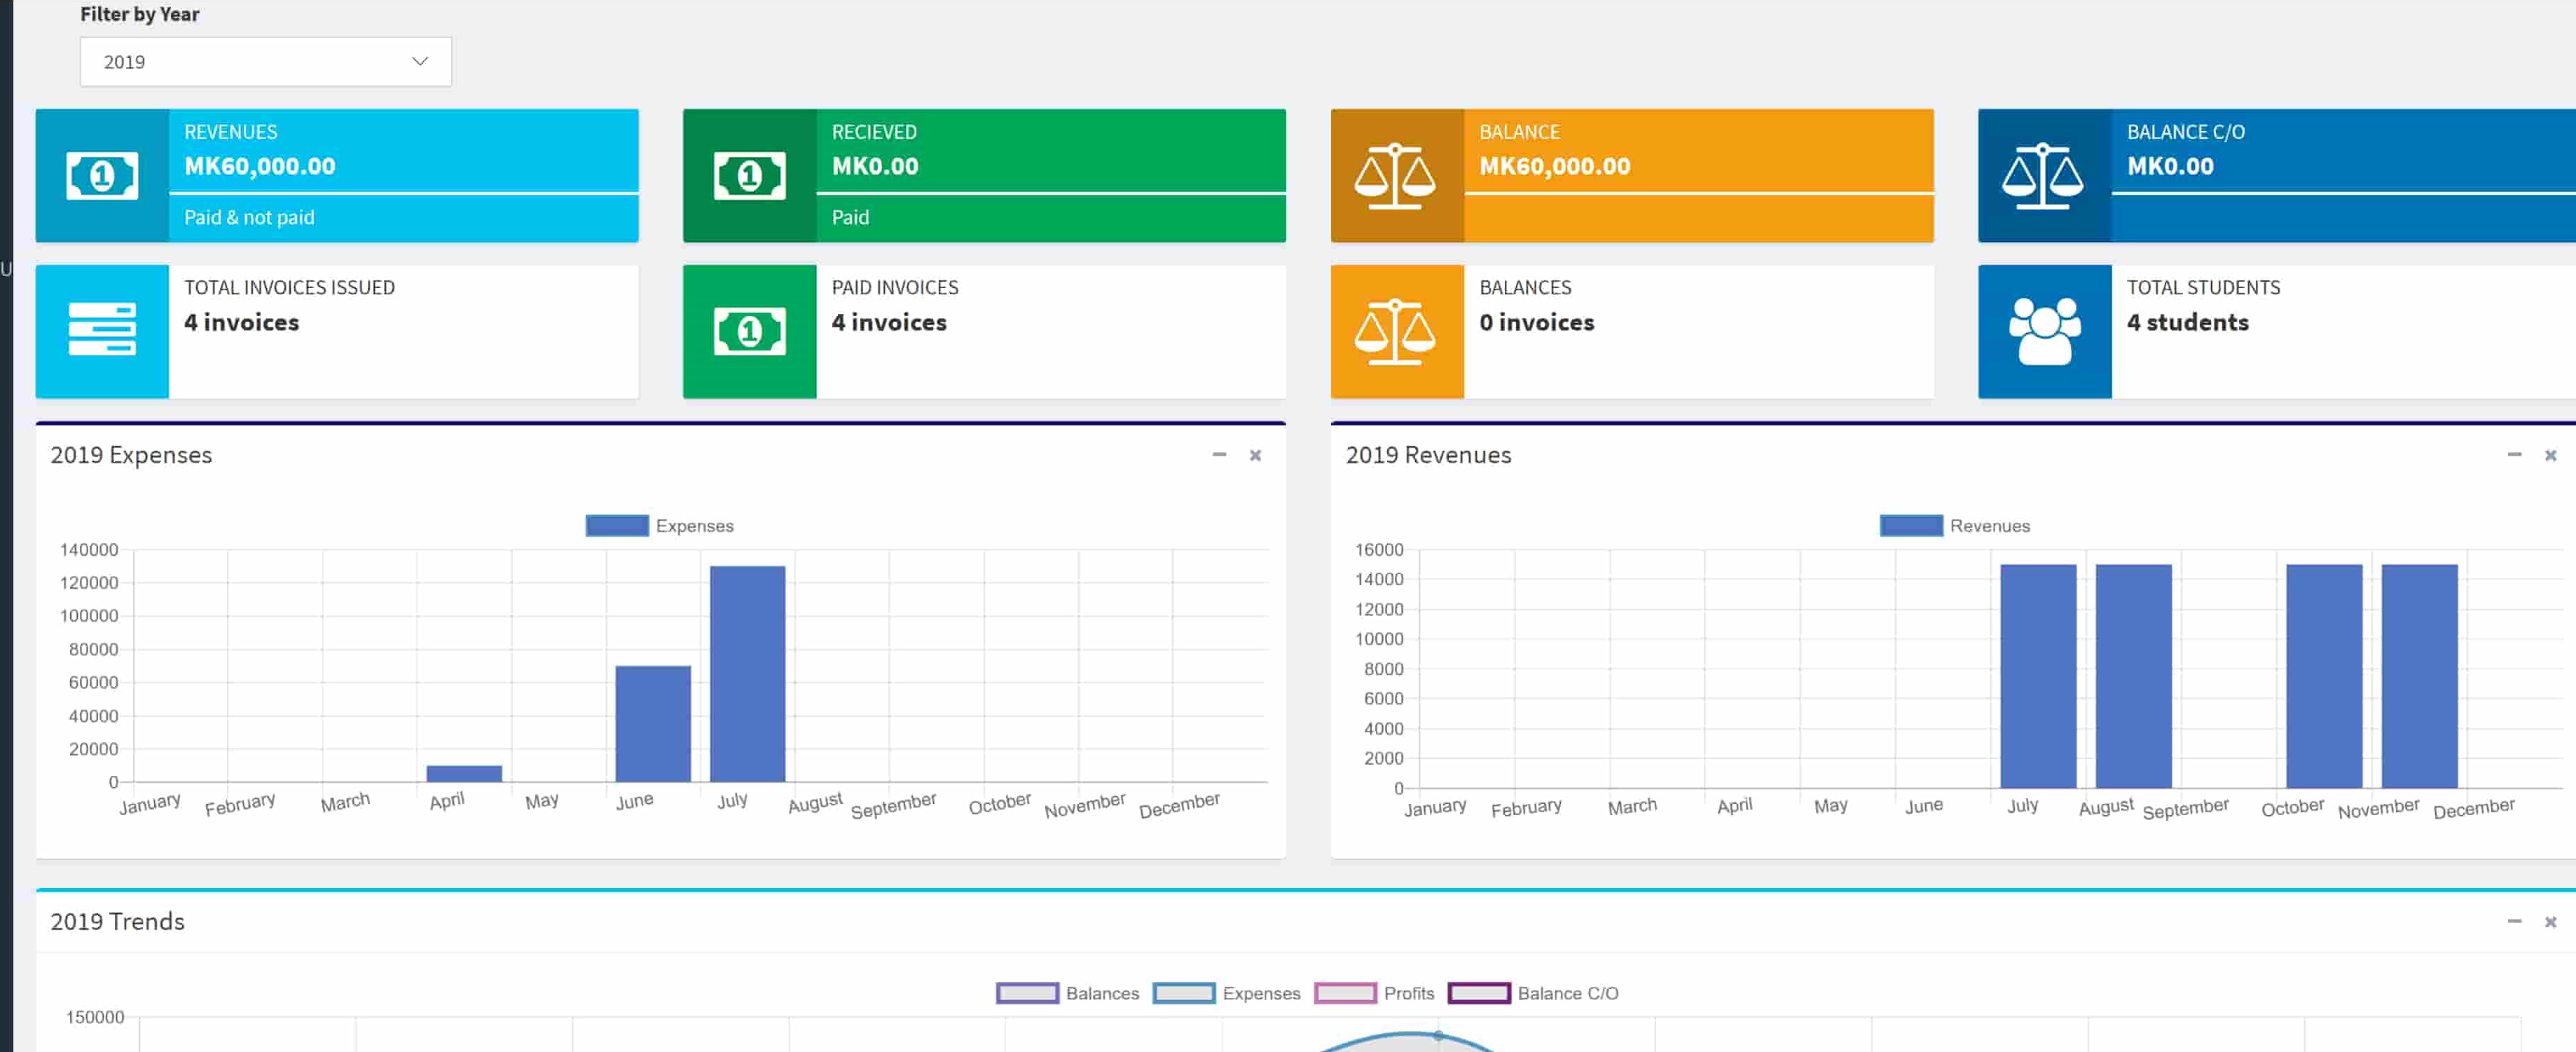 Filter by Year
2019
REVENUES
MK60,000.00
Paid & not paid
RECIEVED
MK0.00
Paid
BALANCE
MK60,000.00
BALANCE C/O
MK0.00
U
TOTAL INVOICES ISSUED
4 invoices
PAID INVOICES
4 invoices
BALANCES
0 invoices
TOTAL STUDENTS
4 students
2019 Expenses
Expenses
140000
120000
100000
80000
60000
40000
20000
0
January February March April May June July August September October November December
2019 Revenues
Revenues
16000
14000
12000
10000
8000
6000
4000
2000
0
January February March April May June July August September October November December
2019 Trends
Balances Expenses Profits Balance C/O
150000